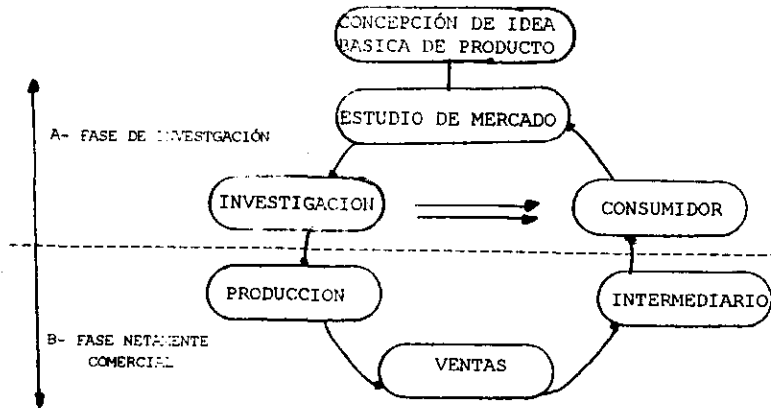 CONCEPCIÓN DE IDEA
BASICA DE PRODUCTO
ESTUDIO DE MERCADO
A- FASE DE
INVESTIGACION
CONSUMIDOR
PRODUCCION
INTERMEDIARIO
B- FASE
COMERCIAL
VENTAS